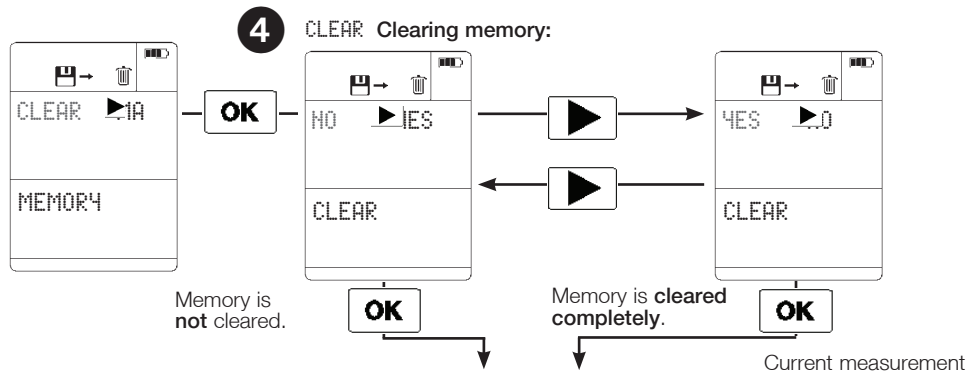 4 CLEAR Clearing memory:
CLEAR
OK
NO
YES
NO
MEMORY
CLEAR
CLEAR
Memory is
not cleared.
OK
Memory is cleared
completely.
OK
Current measurement